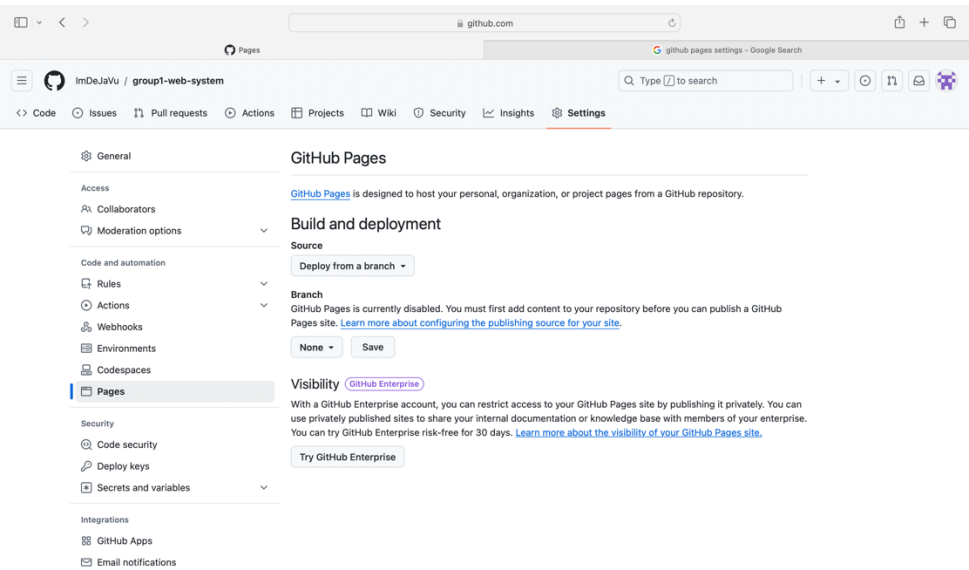 github.com
Pages
github pages settings - Google Search
ImDeJaVu / group1-web-system
Type / to search
Code Issues Pull requests Actions Projects Wiki Security Insights Settings
General
Access
Collaborators
Moderation options
Code and automation
Rules
Actions
Webhooks
Environments
Codespaces
Pages
Security
Code security
Deploy keys
Secrets and variables
Integrations
GitHub Apps
Email notifications
GitHub Pages
GitHub Pages is designed to host your personal, organization, or project pages from a GitHub repository.
Build and deployment
Source
Deploy from a branch
Branch
GitHub Pages is currently disabled. You must first add content to your repository before you can publish a GitHub
Pages site. Learn more about configuring the publishing source for your site.
None Save
Visibility GitHub Enterprise
With a GitHub Enterprise account, you can restrict access to your GitHub Pages site by publishing it privately. You can
use privately published sites to share your internal documentation or knowledge base with members of your enterprise.
You can try GitHub Enterprise risk-free for 30 days. Learn more about the visibility of your GitHub Pages site.
Try GitHub Enterprise